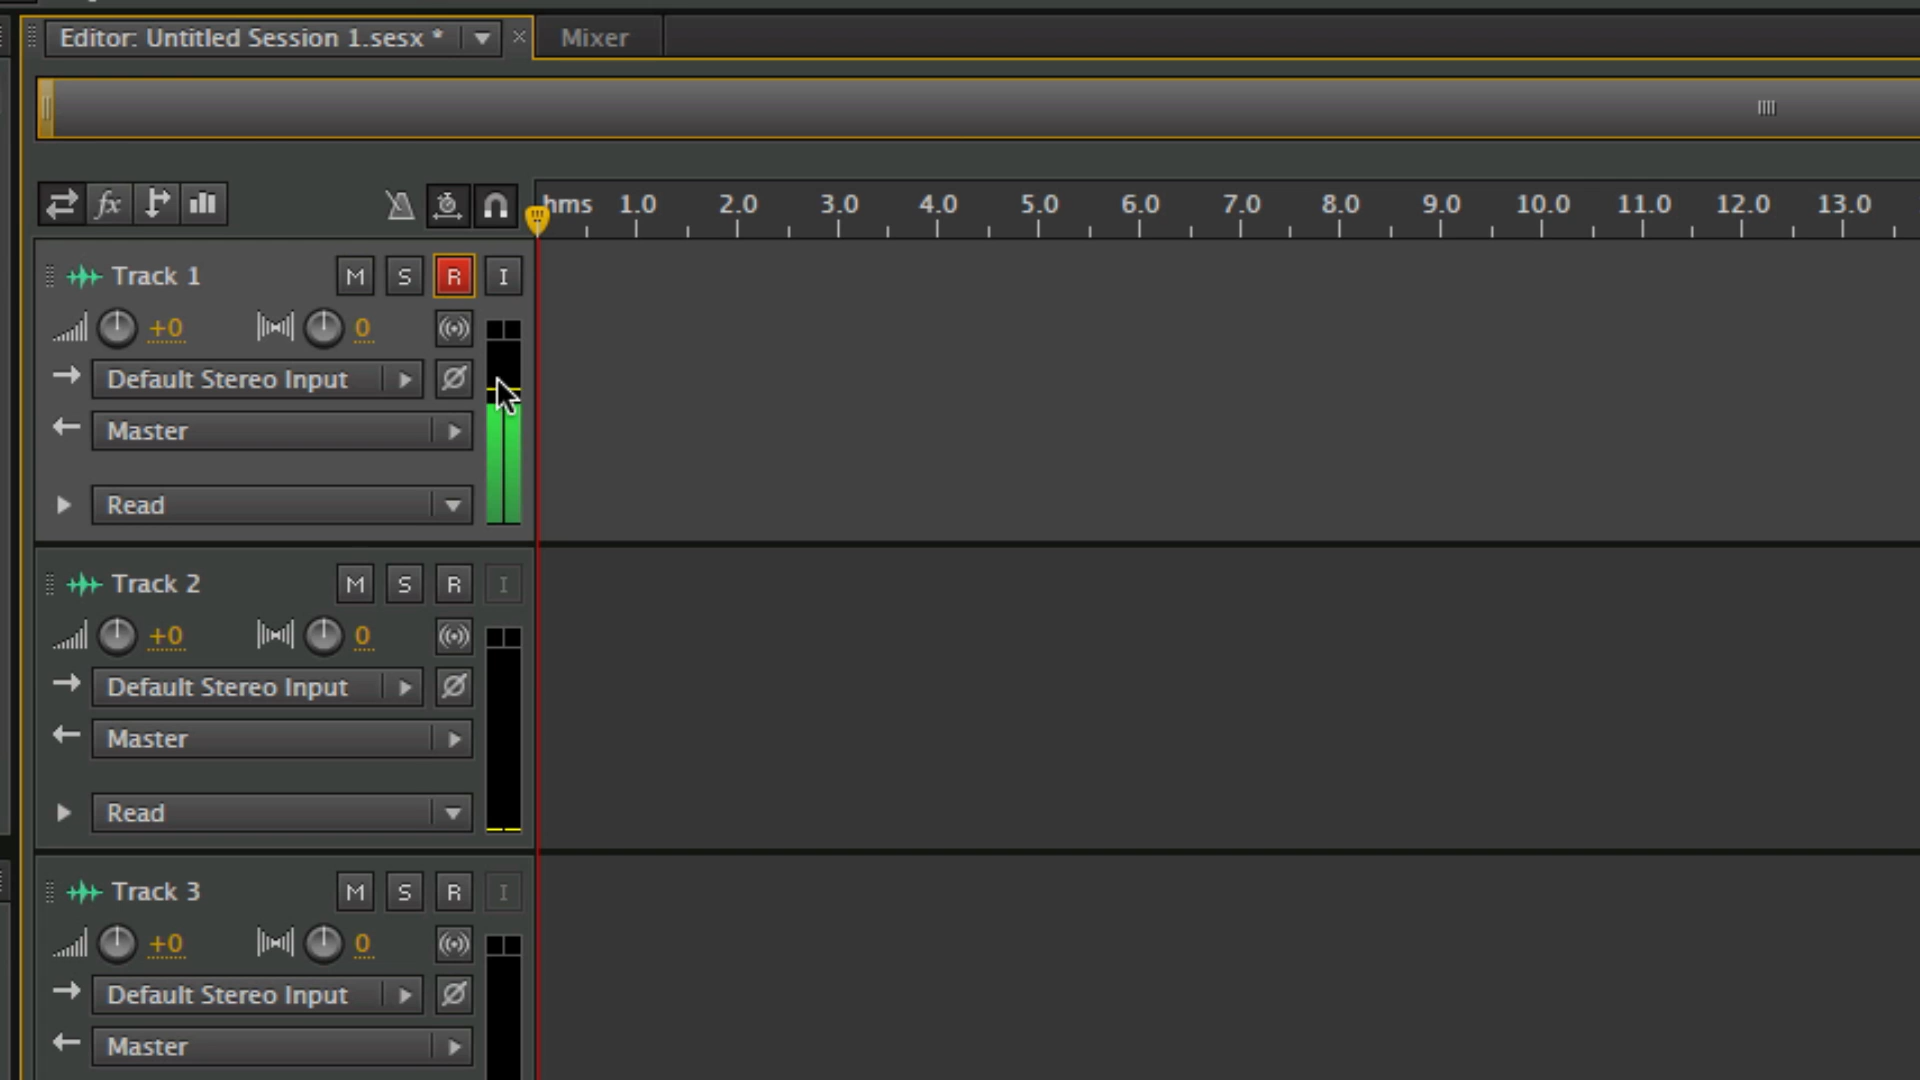 Editor: Untitled Session 1.sesx *
Mixer
fx
hms 1.0 2.0 3.0 4.0 5.0 6.0 7.0 8.0 9.0 10.0 11.0 12.0 13.0
Track 1 M S R I
+0 0
Default Stereo Input
Master
Read
Track 2 M S R I
+0 0
Default Stereo Input
Master
Read
Track 3 M S R I
+0 0
Default Stereo Input
Master